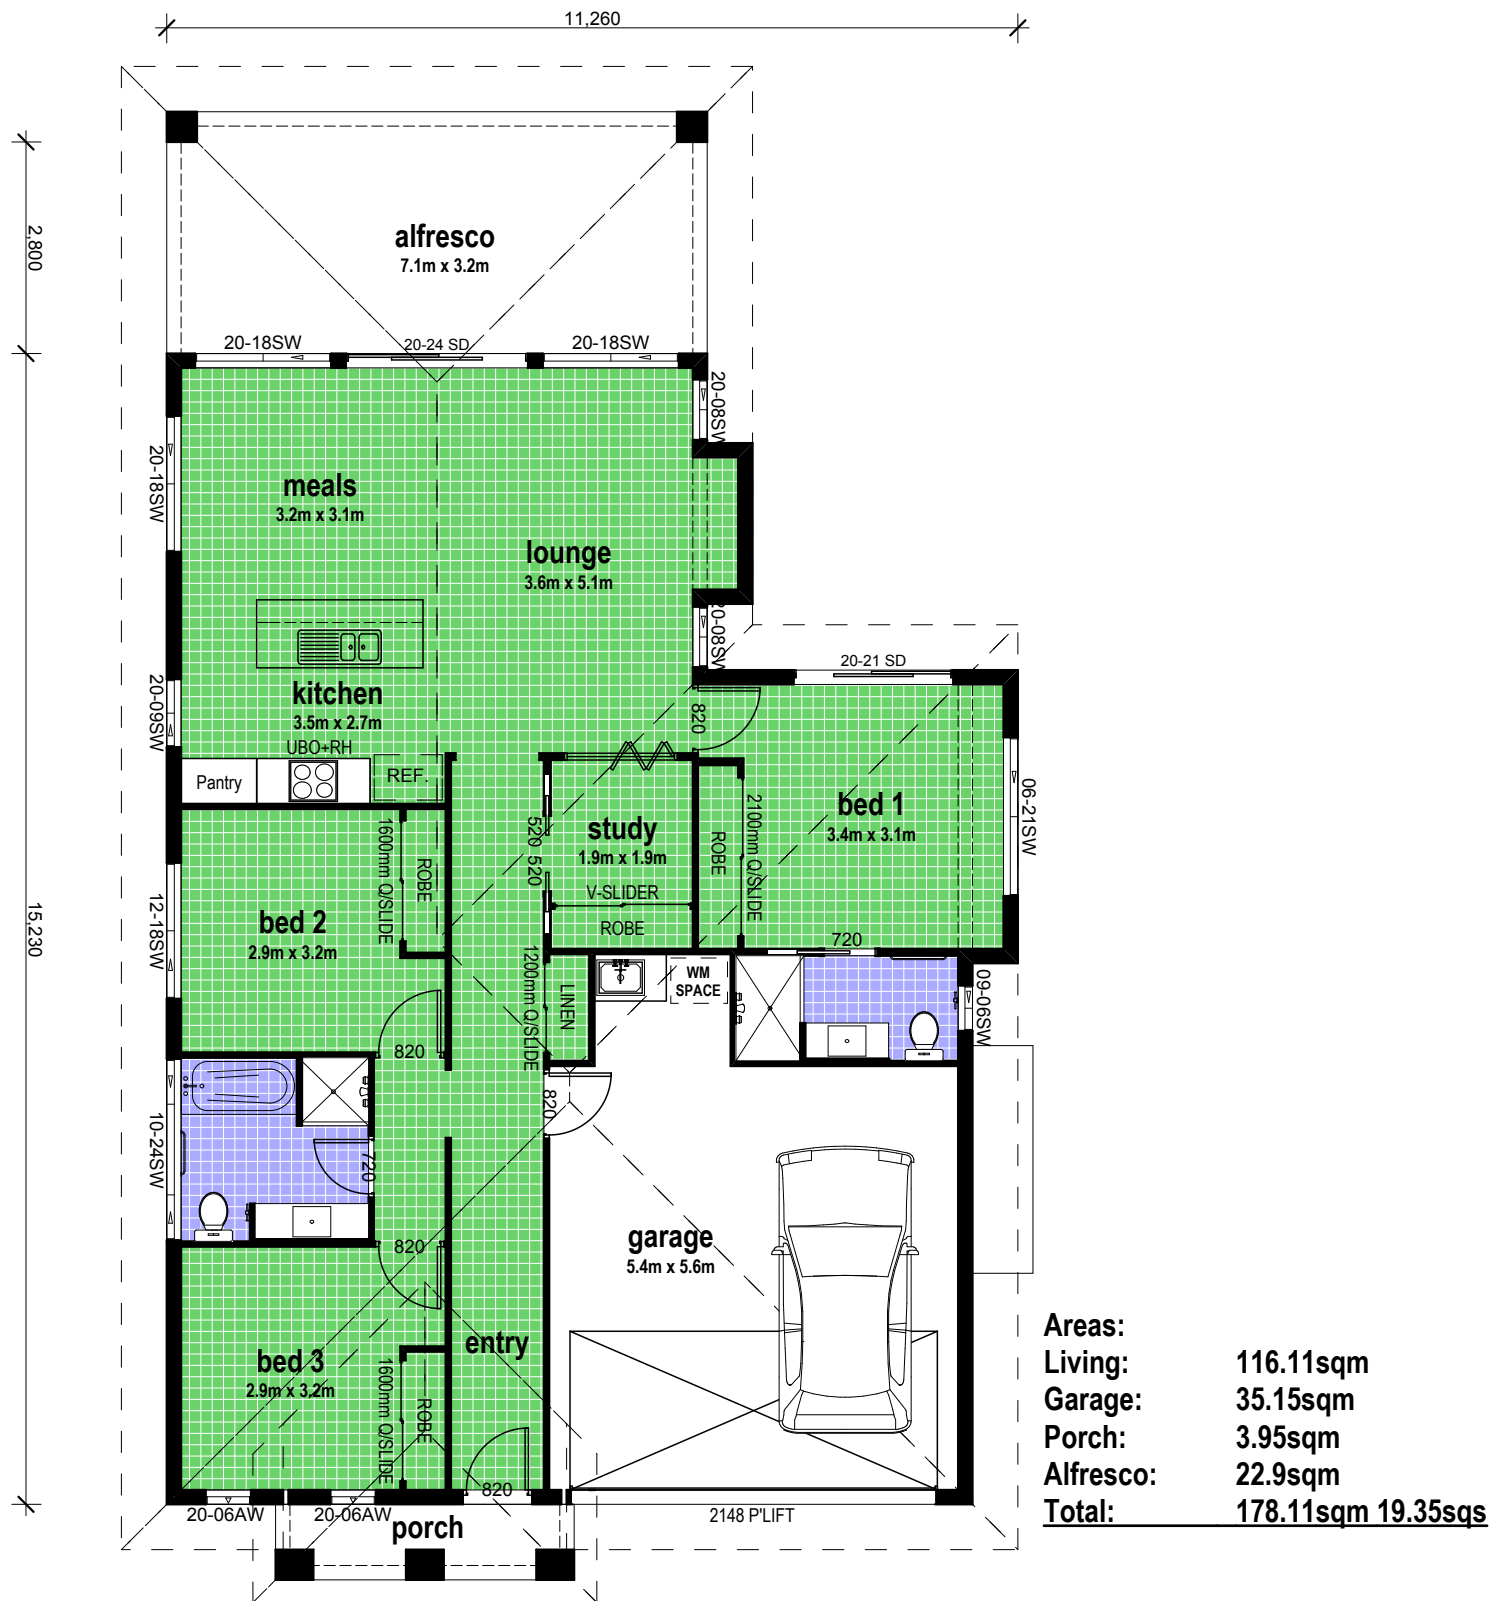 11,260
2,800
alfresco
7.1m x 3.2m
20-18SW
20-24 SD
20-18SW
20-08SW
20-18SW
meals
3.2m x 3.1m
lounge
3.6m x 5.1m
20-08SW
20-21 SD
20-09SW
kitchen
3.5m x 2.7m
UBO+RH
820
Pantry
REF.
06-21SW
bed 1
3.4m x 3.1m
2100mm Q/SLIDE
ROBE
study
1.9m x 1.9m
520
520
V-SLIDER
ROBE
1600mm Q/SLIDE
ROBE
12-18SW
bed 2
2.9m x 3.2m
15,230
720
1200mm Q/SLIDE
LINEN
WM
SPACE
09-06SW
820
820
10-24SW
720
820
garage
5.4m x 5.6m
entry
bed 3
2.9m x 3.2m
1600mm Q/SLIDE
ROBE
820
20-06AW
20-06AW
porch
2148 P'LIFT
Areas:
Living: 116.11sqm
Garage: 35.15sqm
Porch: 3.95sqm
Alfresco: 22.9sqm
Total: 178.11sqm 19.35sqs